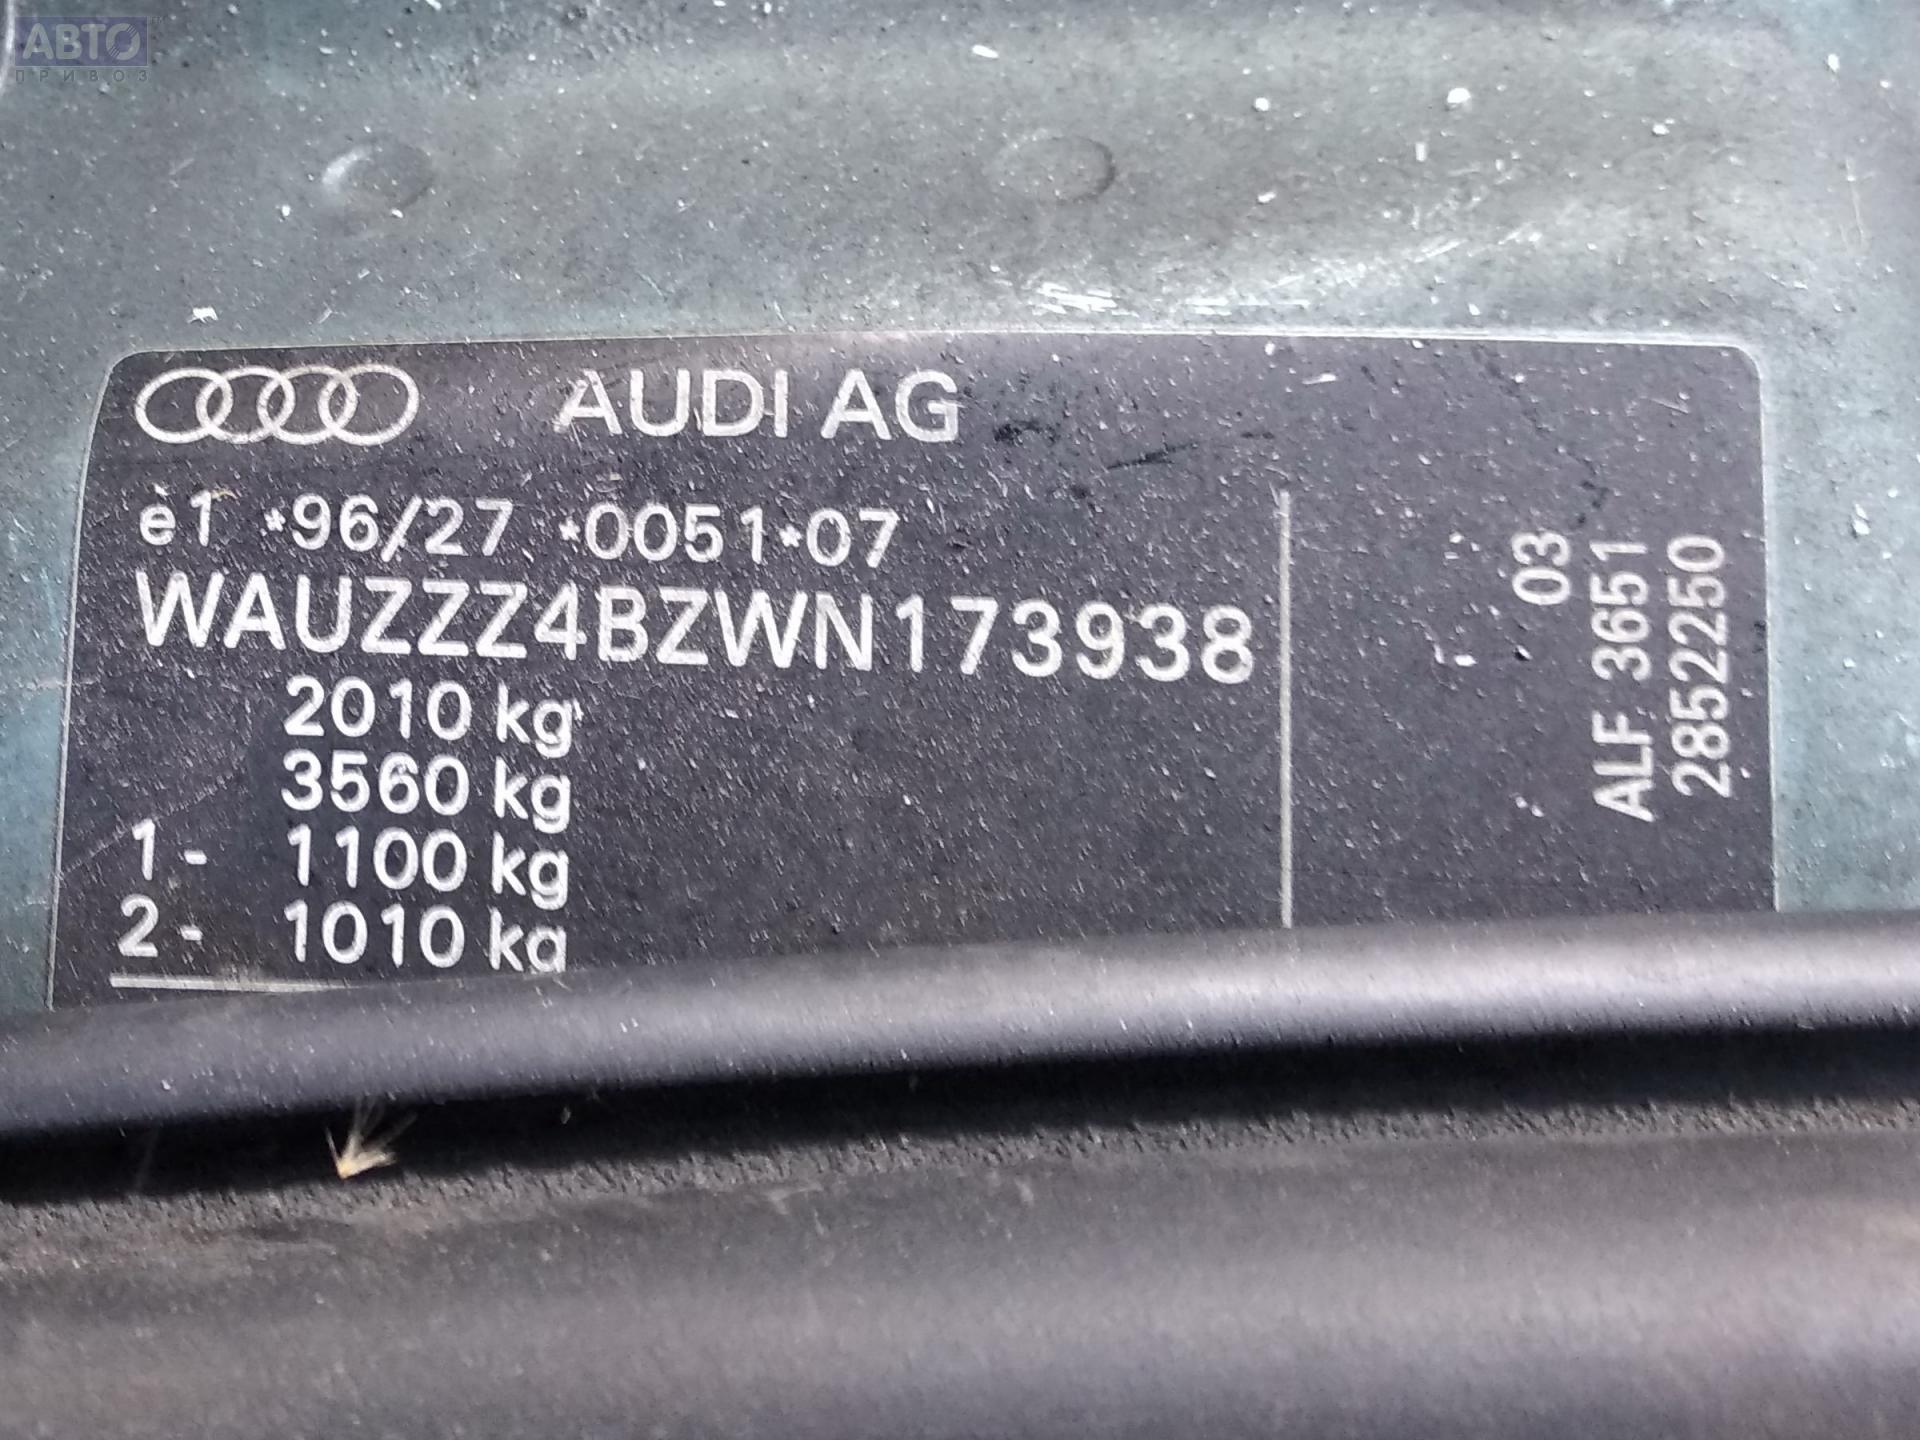 АВТО
ПРИВОЗ
AUDI AG
e1 *96/27 *0051*07
WAUZZZ4BZWN173938
2010 kg
3560 kg
1- 1100 kg
2- 1010 kg
03
ALF 3651
2852250